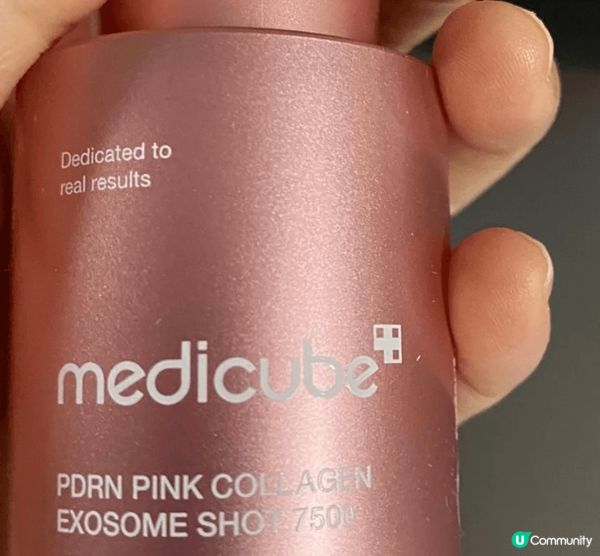 Dedicated to
real results
medicube
PDRN PINK COLLAGEN
EXOSOME SHOT 7500
U Community